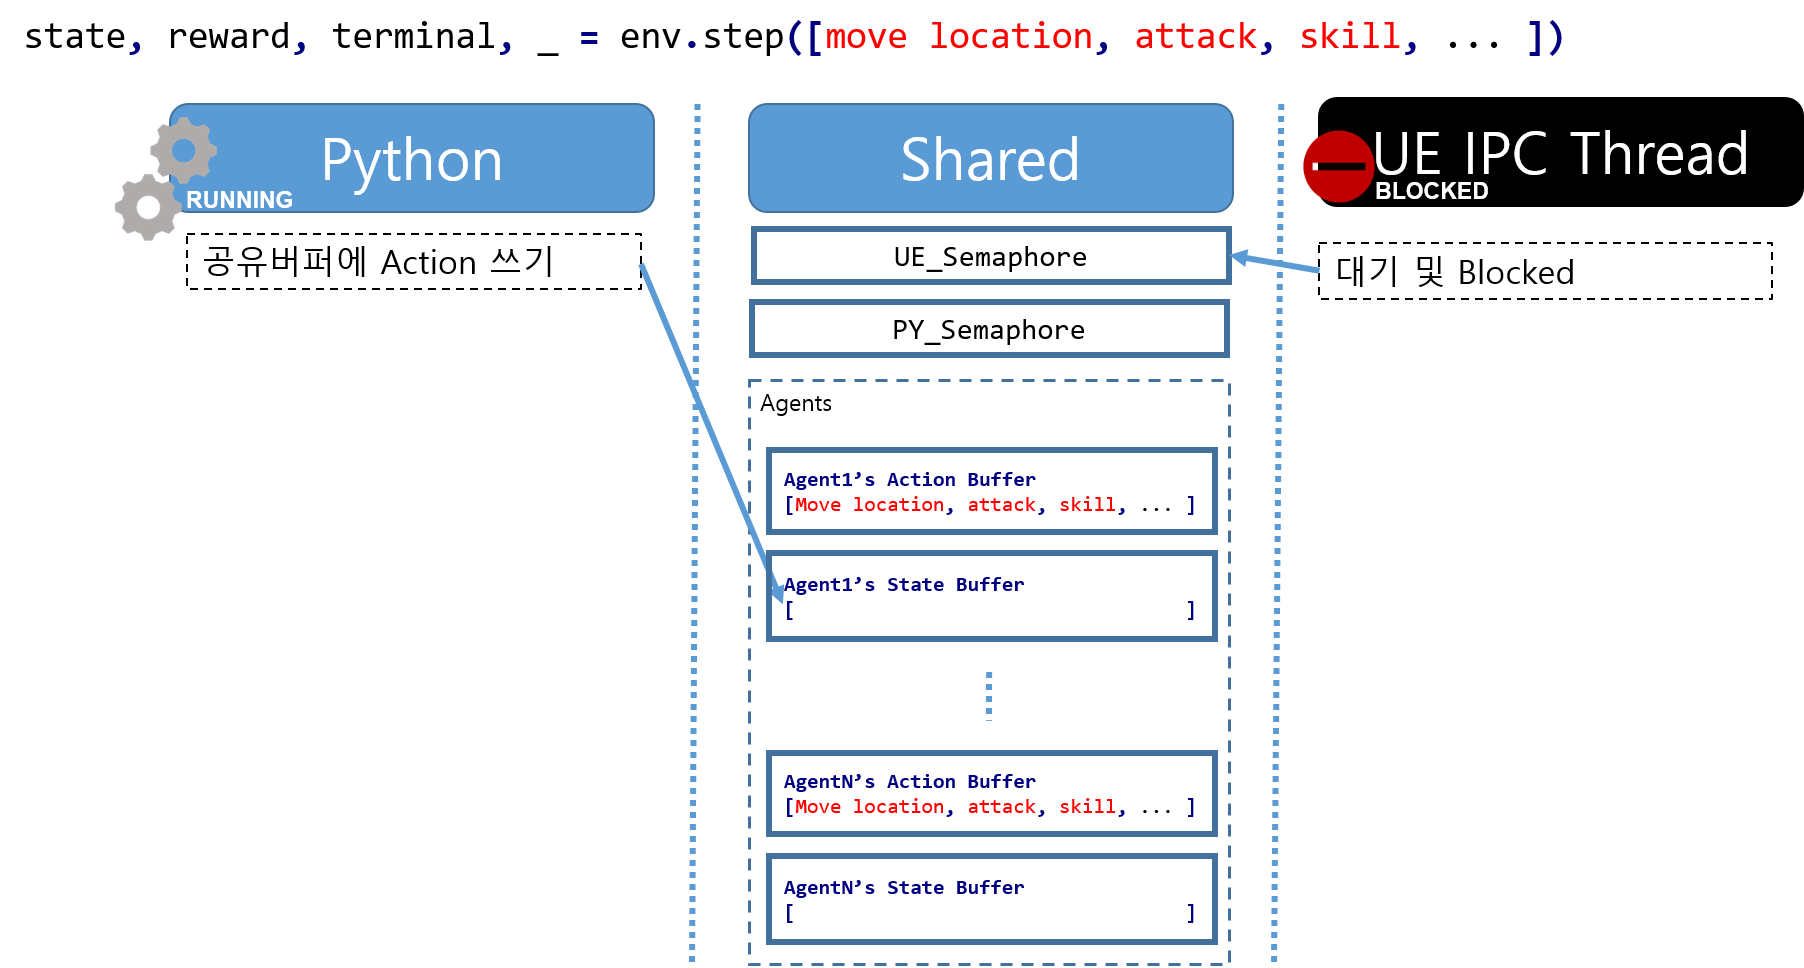 state, reward, terminal, _ = env.step([move location, attack, skill, ... ])
Python
RUNNING
공유버퍼에 Action 쓰기
Shared
UE_Semaphore
PY_Semaphore
Agents
Agent1’s Action Buffer
[Move location, attack, skill, ... ]
Agent1’s State Buffer
[ ]
AgentN’s Action Buffer
[Move location, attack, skill, ... ]
AgentN’s State Buffer
[ ]
UE IPC Thread
BLOCKED
대기 및 Blocked